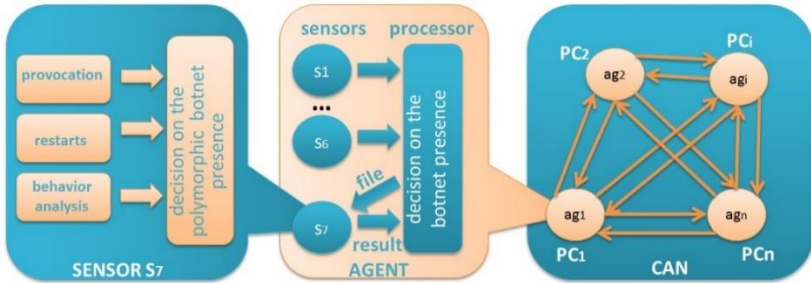 provocation
restarts
behavior
analysis
decision on the
polymorphic botnet
presence
SENSOR S7
sensors
processor
S1
...
S6
S7
file
result
decision on the
botnet presence
AGENT
PC2
PCi
ag2
agi
ag1
agn
PC1
PCn
CAN